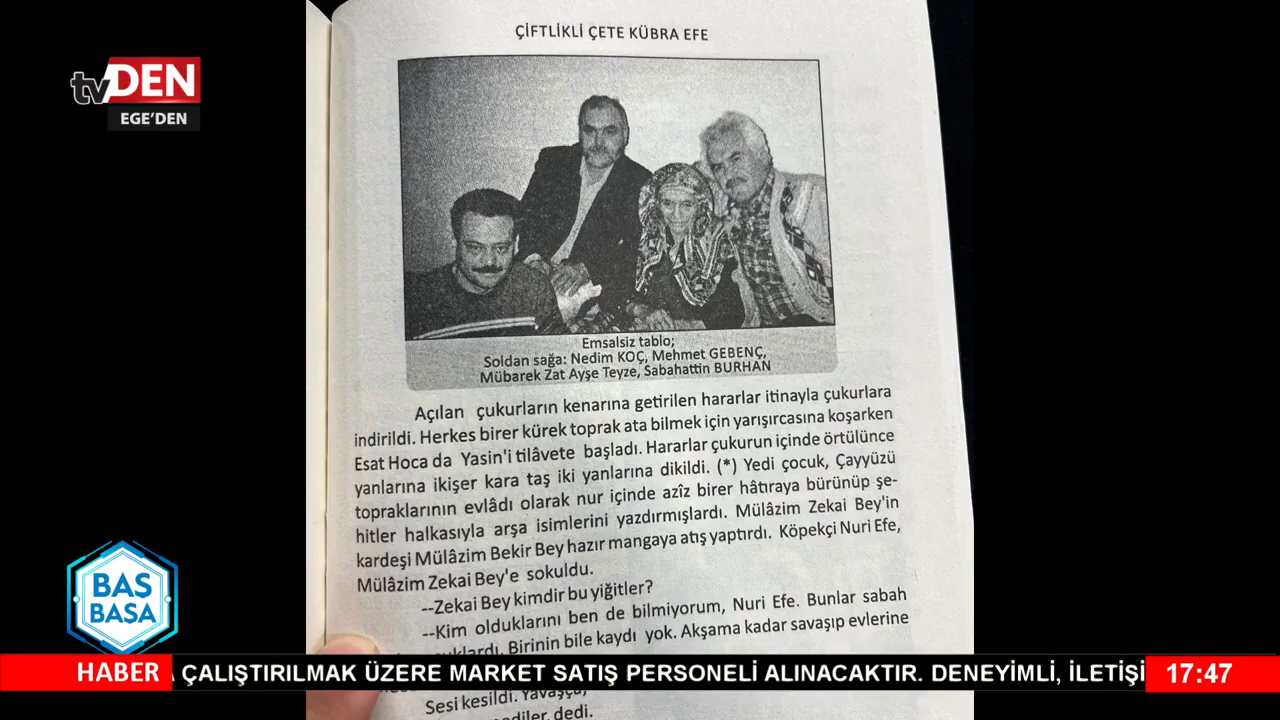 ÇİFTLİKLİ ÇETE KÜBRA EFE
tvDEN
EGE'DEN
Emsalsiz tablo;
Soldan sağa: Nedim KOÇ, Mehmet GEBENÇ,
Mübarek Zat Ayşe Teyze, Sabahattin BURHAN
Açılan çukurların kenarına getirilen hararlar itinayla çukurlara
indirildi. Herkes birer kürek toprak ata bilmek için yarışırcasına koşarken
Esat Hoca da Yasin'i tilâvete başladı. Hararlar çukurun içinde örtülünce
yanlarına ikişer kara taş iki yanlarına dikildi. (*) Yedi çocuk, Çayyüzü
topraklarının evlâdı olarak nur içinde azîz birer hâtıraya bürünüp şe-
hitler halkasıyla arşa isimlerini yazdırmışlardı. Mülâzim Zekai Bey'in
kardeşi Mülâzim Bekir Bey hazır mangaya atış yaptırdı. Köpekçi Nuri Efe,
Mülâzim Zekai Bey'e sokuldu.
--Zekai Bey kimdir bu yiğitler?
--Kim olduklarını ben de bilmiyorum, Nuri Efe. Bunlar sabah
Birinin bile kaydı yok. Akşama kadar savaşıp evlerine
BAS BASA
HABER ÇALIŞTIRILMAK ÜZERE MARKET SATIŞ PERSONELİ ALINACAKTIR. DENEYİMLİ, İLETİŞİ 17:47
Sesi kesildi.
dedi.